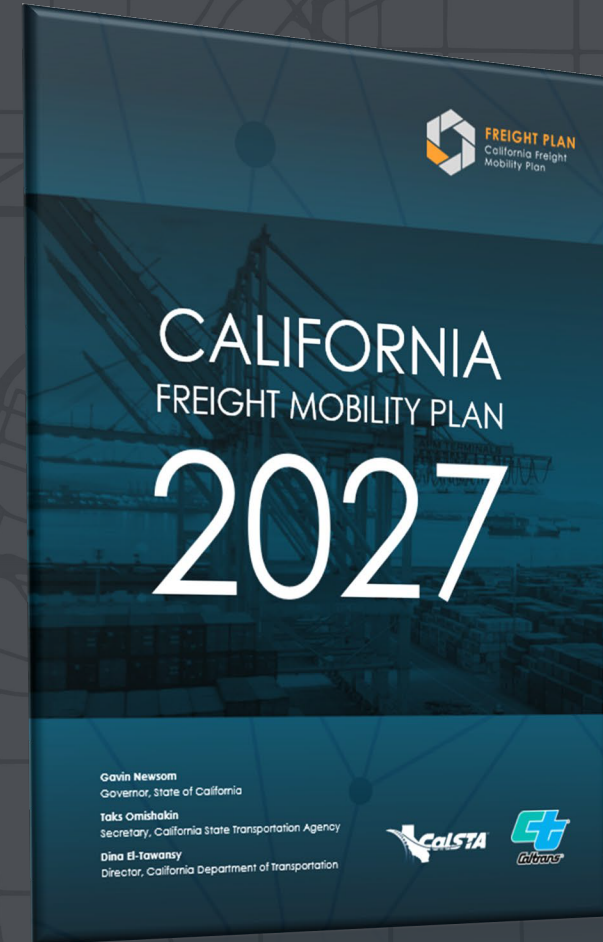 FREIGHT PLAN
California Freight
Mobility Plan
CALIFORNIA
FREIGHT MOBILITY PLAN
2027
Gavin Newsom
Governor, State of California
Taks Omishakin
Secretary, California State Transportation Agency
Dina El-Tawansy
Director, California Department of Transportation
CalSTA
Caltrans